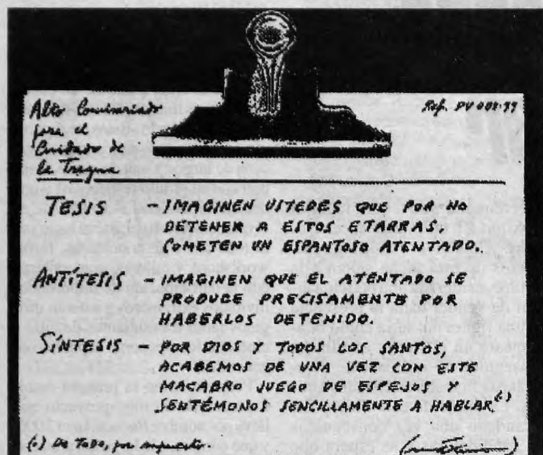 Alto Comisariado
para el
Cuidado de
la Tregua
Ref. PV 008-99
TESIS - IMAGINEN USTEDES QUE POR NO
DETENER A ESTOS ETARRAS,
COMETEN UN ESPANTOSO ATENTADO.
ANTÍTESIS - IMAGINEN QUE EL ATENTADO SE
PRODUCE PRECISAMENTE POR
HABERLOS DETENIDO.
SÍNTESIS - POR DIOS Y TODOS LOS SANTOS,
ACABEMOS DE UNA VEZ CON ESTE
MACABRO JUEGO DE ESPEJOS Y
SENTÉMONOS SENCILLAMENTE A HABLAR.(·)
(·) DE TODO, por supuesto.